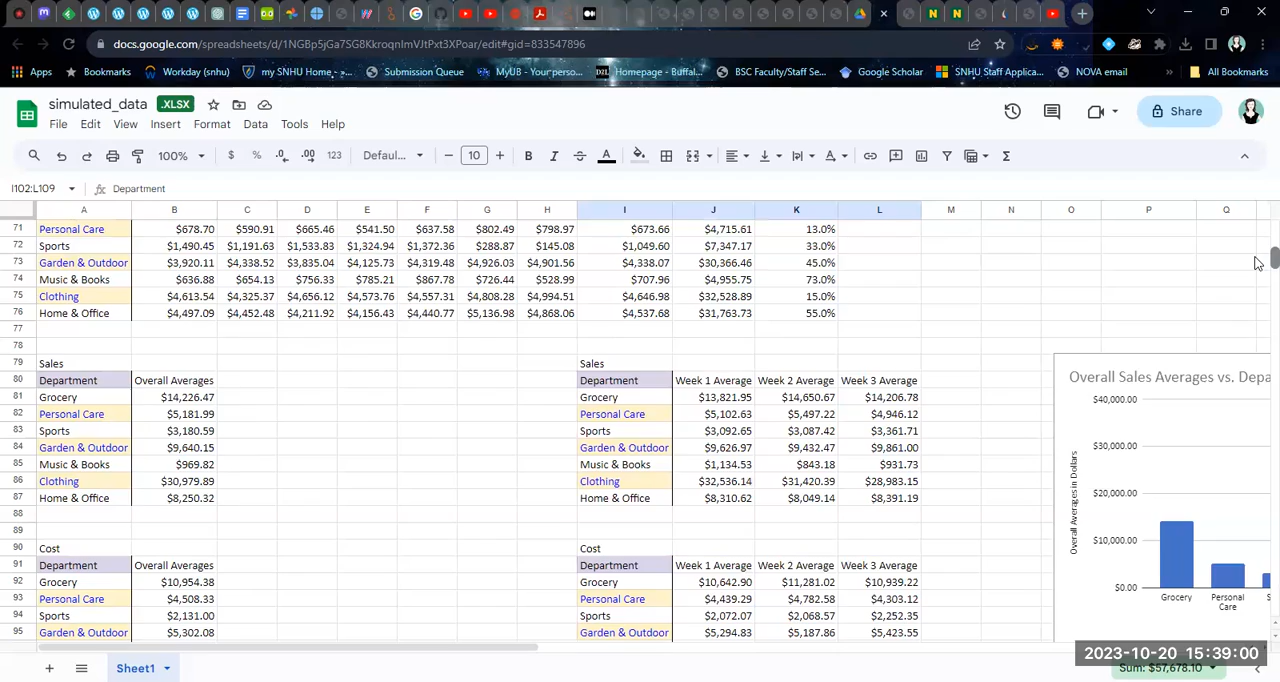 docs.google.com/spreadsheets/d/1NGBp5jGa7SG8KkroqnImVJtPxt3XPoar/edit#gid=833547896
Apps Bookmarks Workday (snhu) my SNHU Home - ... Submission Queue MyUB - Your perso... Homepage - Buffal... BSC Faculty/Staff Se... Google Scholar SNHU Staff Applica... NOVA email » All Bookmarks
simulated_data .XLSX
File Edit View Insert Format Data Tools Help
Share
100% $ % .0 .00 123 Defaul... − 10 + B I A Σ
I102:L109 fx Department
A B C D E F G H I J K L M N O P Q
71 Personal Care $678.70 $590.91 $665.46 $541.50 $637.58 $802.49 $798.97 $673.66 $4,715.61 13.0%
72 Sports $1,490.45 $1,191.63 $1,533.83 $1,324.94 $1,372.36 $288.87 $145.08 $1,049.60 $7,347.17 33.0%
73 Garden & Outdoor $3,920.11 $4,338.52 $3,835.04 $4,125.73 $4,319.48 $4,926.03 $4,901.56 $4,338.07 $30,366.46 45.0%
74 Music & Books $636.88 $654.13 $756.33 $785.21 $867.78 $726.44 $528.99 $707.96 $4,955.75 73.0%
75 Clothing $4,613.54 $4,325.37 $4,656.12 $4,573.76 $4,557.31 $4,808.28 $4,994.51 $4,646.98 $32,528.89 15.0%
76 Home & Office $4,497.09 $4,452.48 $4,211.92 $4,156.43 $4,440.77 $5,136.98 $4,868.06 $4,537.68 $31,763.73 55.0%
77
78
79 Sales Sales
80 Department Overall Averages Department Week 1 Average Week 2 Average Week 3 Average
81 Grocery $14,226.47 Grocery $13,821.95 $14,650.67 $14,206.78
82 Personal Care $5,181.99 Personal Care $5,102.63 $5,497.22 $4,946.12
83 Sports $3,180.59 Sports $3,092.65 $3,087.42 $3,361.71
84 Garden & Outdoor $9,640.15 Garden & Outdoor $9,626.97 $9,432.47 $9,861.00
85 Music & Books $969.82 Music & Books $1,134.53 $843.18 $931.73
86 Clothing $30,979.89 Clothing $32,536.14 $31,420.39 $28,983.15
87 Home & Office $8,250.32 Home & Office $8,310.62 $8,049.14 $8,391.19
88
89
90 Cost Cost
91 Department Overall Averages Department Week 1 Average Week 2 Average Week 3 Average
92 Grocery $10,954.38 Grocery $10,642.90 $11,281.02 $10,939.22
93 Personal Care $4,508.33 Personal Care $4,439.29 $4,782.58 $4,303.12
94 Sports $2,131.00 Sports $2,072.07 $2,068.57 $2,252.35
95 Garden & Outdoor $5,302.08 Garden & Outdoor $5,294.83 $5,187.86 $5,423.55
Overall Sales Averages vs. Depa
Overall Averages in Dollars
$40,000.00
$30,000.00
$20,000.00
$10,000.00
$0.00
Grocery Personal Care S
2023-10-20 15:39:00
+ Sheet1 Sum: $57,678.10